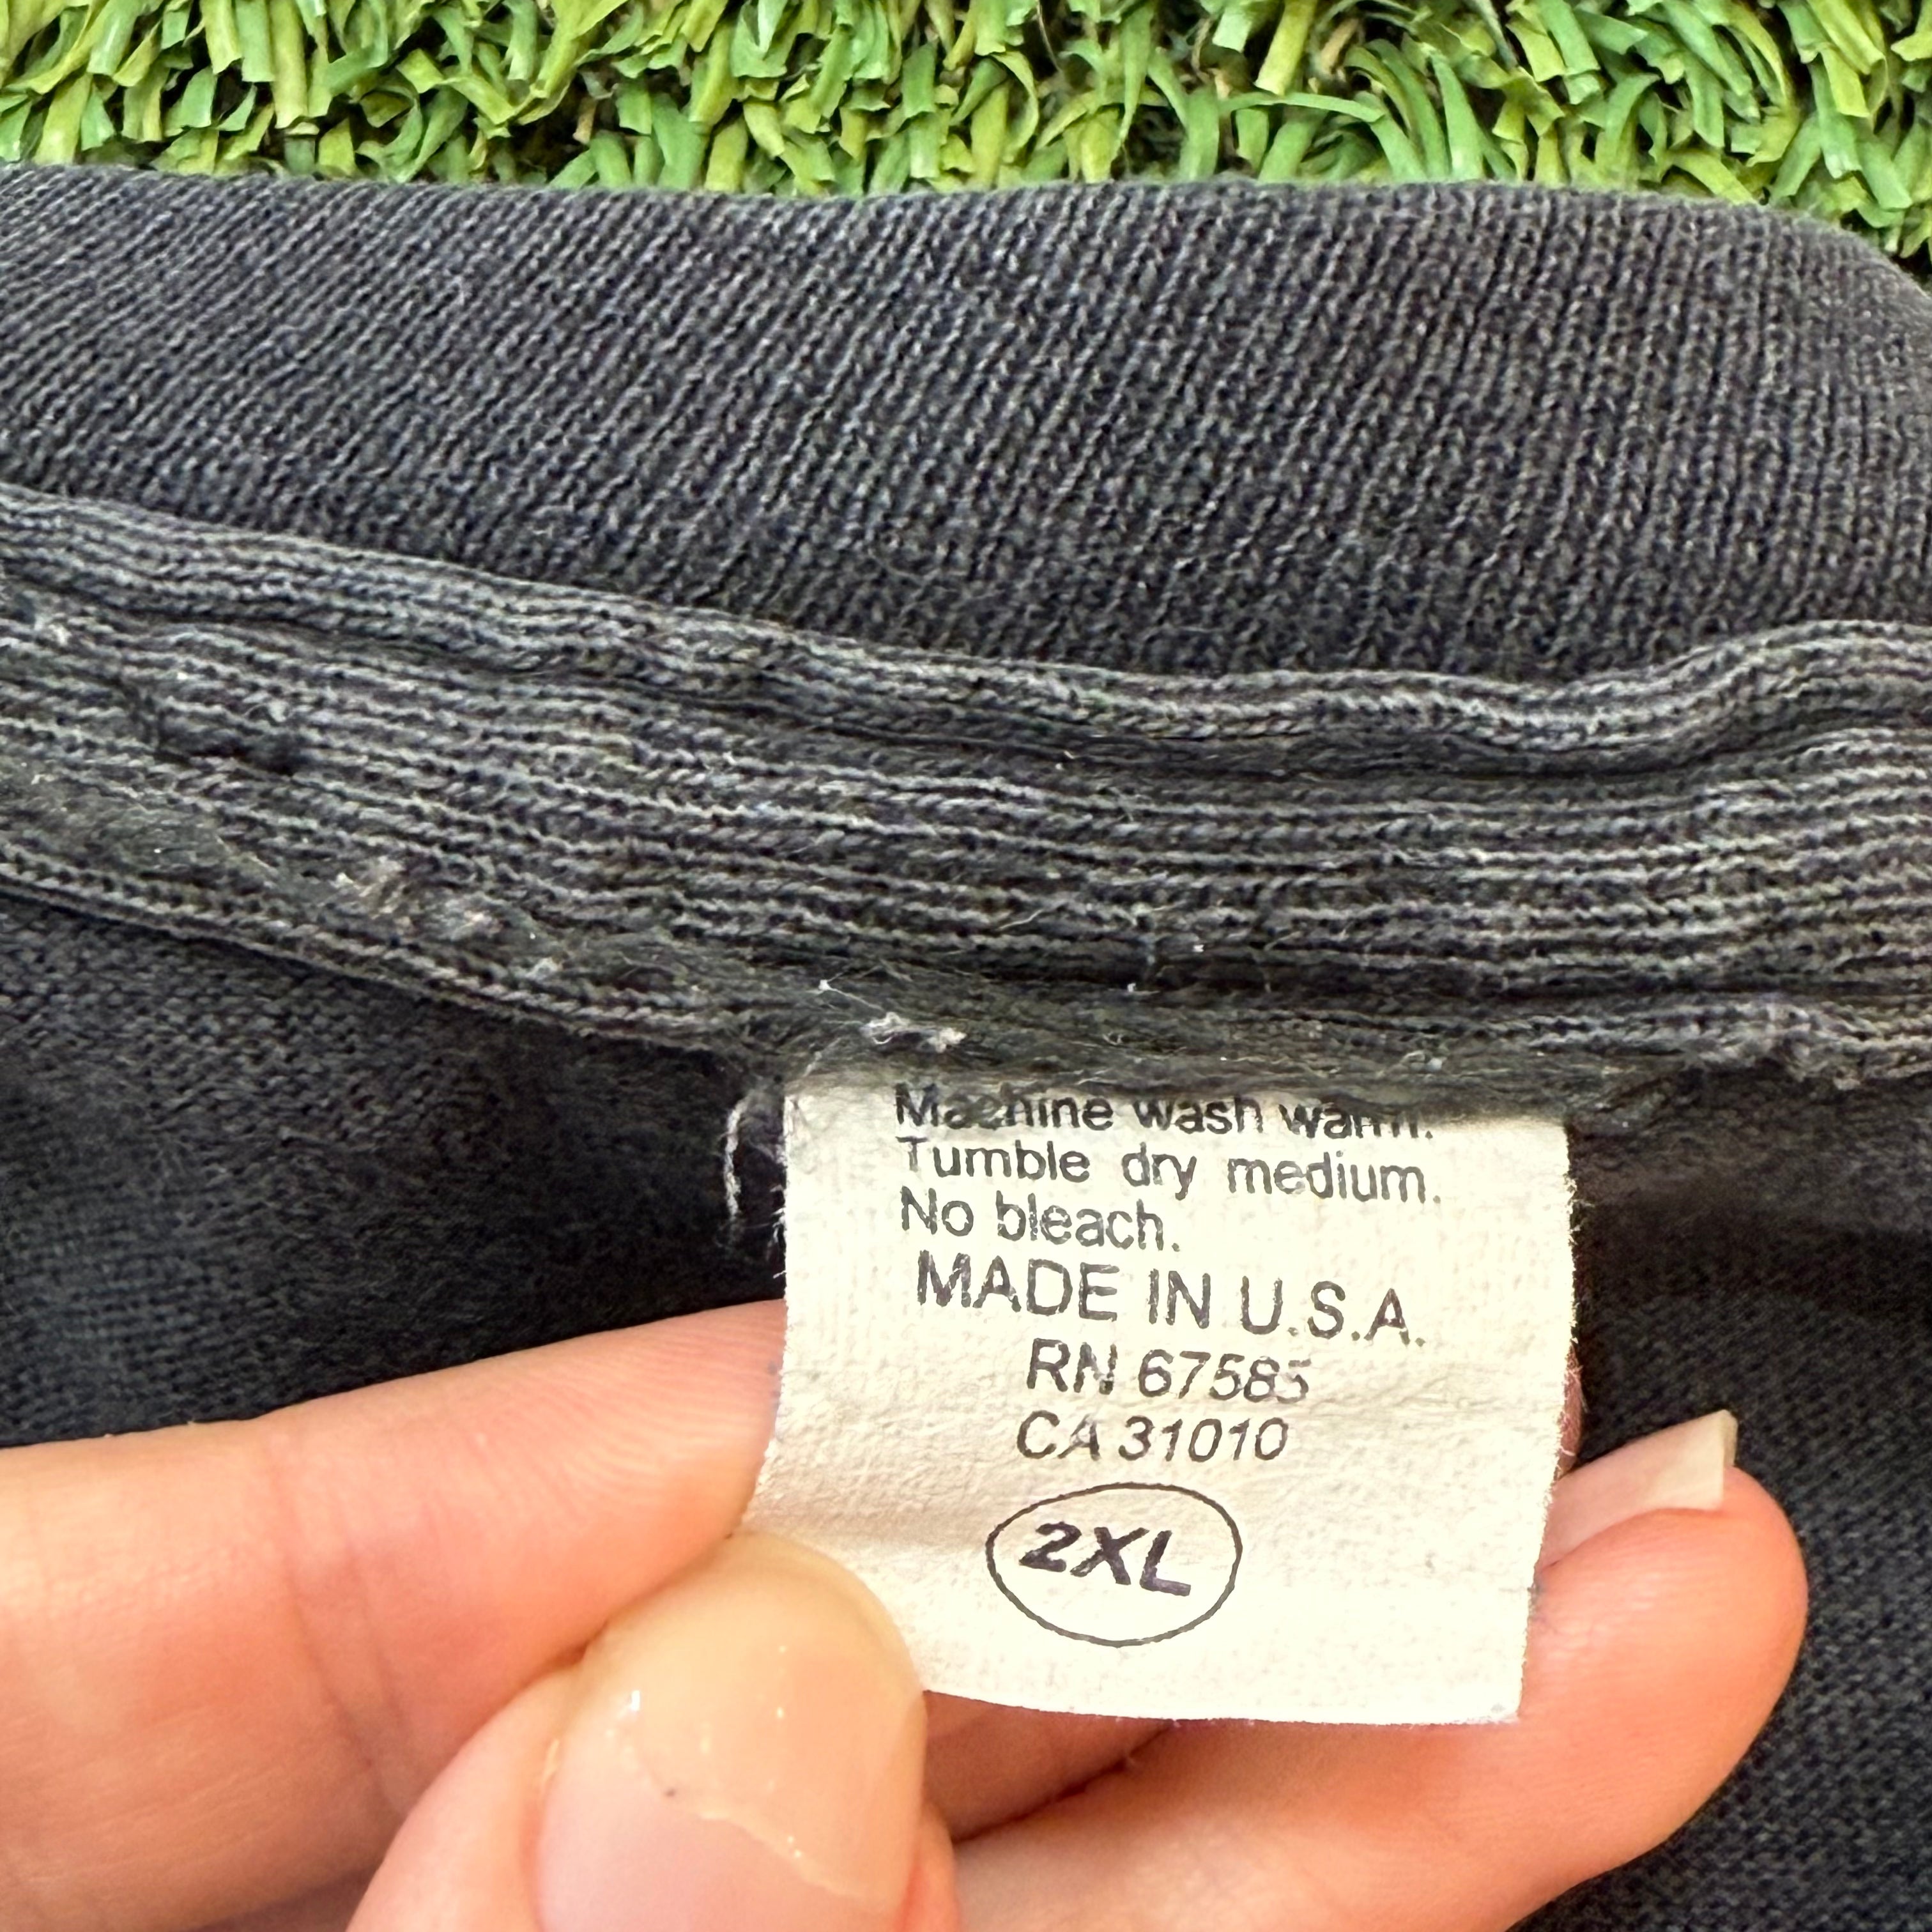 Machine wash warm.
Tumble dry medium.
No bleach.
MADE IN U.S.A.
RN 67585
CA 31010
2XL